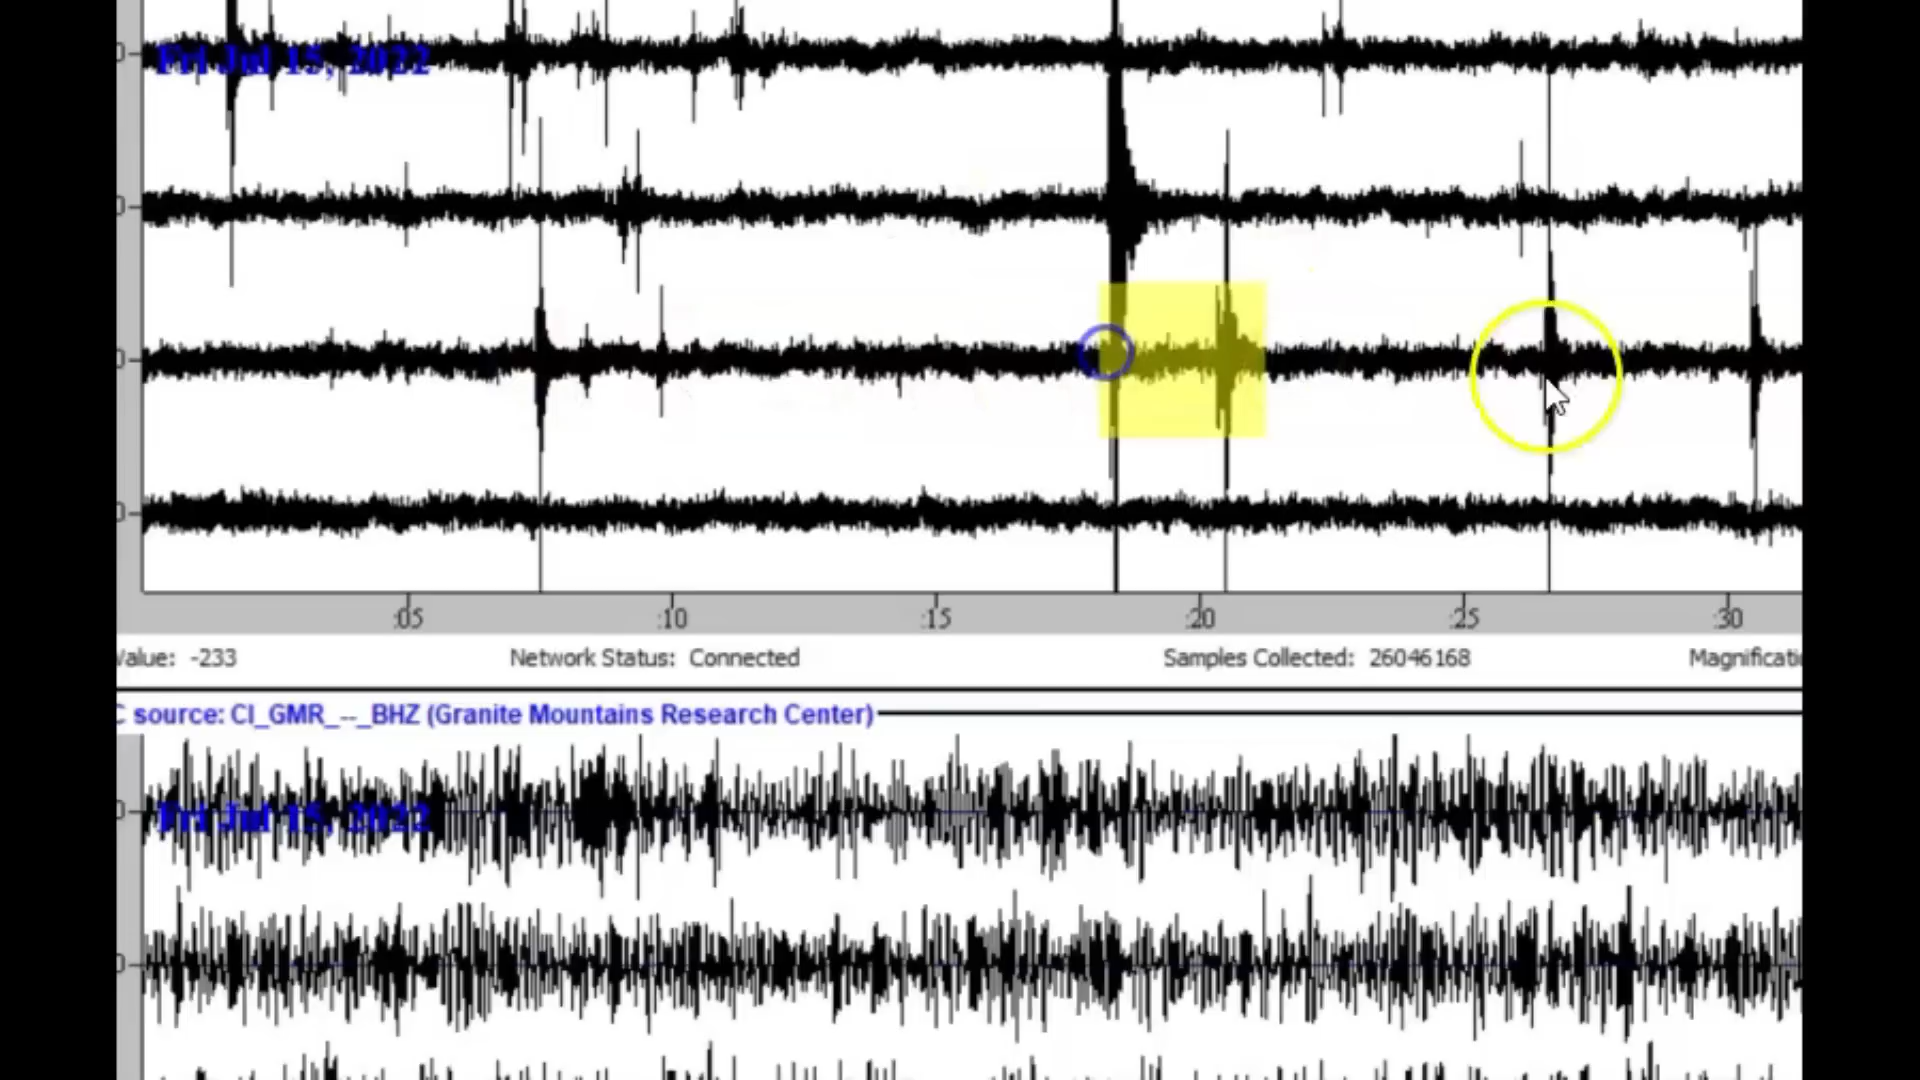 Fri Jul 15, 2022
:05 :10 :15 :20 :25 :30
Value: -233 Network Status: Connected Samples Collected: 26046168
source: CI_GMR_--_BHZ (Granite Mountains Research Center)
Fri Jul 15, 2022